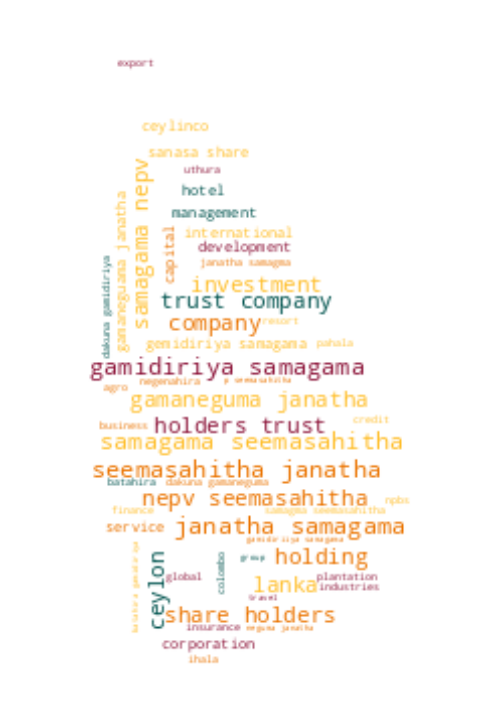 export
ceylinco
sanasa share
uthura
hotel
samagama nepv
management
gamaneguma janatha
international
capital
development
dakuna gamidiriya
janatha samagma
investment
trust company
company
resort
gemidiriya samagama
pahala
gamidiriya samagama
negenahira
p seemasahitha
agro
gamaneguma janatha
business
holders trust
credit
samagama seemasahitha
seemasahitha janatha
batahira
dakuna gamaneguma
nepv seemasahitha
npbs
finance
samagma seemasahitha
service
janatha samagama
gamidiriya samagama
group
holding
ceylon
global
colombo
lanka
plantation
industries
travel
share holders
insurance
neguma janatha
corporation
ihala